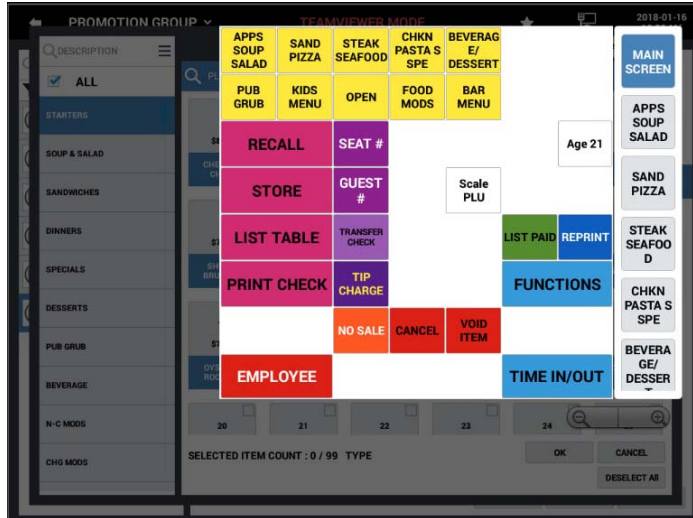 PROMOTION GROUP
TEAMVIEWER MODE
2018-01-16
DESCRIPTION
ALL
STARTERS
SOUP & SALAD
SANDWICHES
DINNERS
SPECIALS
DESSERTS
PUB GRUB
BEVERAGE
N-C MODS
CHG MODS
APPS
SOUP
SALAD
SAND
PIZZA
STEAK
SEAFOOD
CHKN
PASTA S
SPE
BEVERAG
E/
DESSERT
PUB
GRUB
KIDS
MENU
OPEN
FOOD
MODS
BAR
MENU
RECALL
SEAT #
Age 21
STORE
GUEST
#
Scale
PLU
LIST TABLE
TRANSFER
CHECK
LIST PAID
REPRINT
PRINT CHECK
TIP
CHARGE
FUNCTIONS
NO SALE
CANCEL
VOID
ITEM
EMPLOYEE
TIME IN/OUT
MAIN
SCREEN
APPS
SOUP
SALAD
SAND
PIZZA
STEAK
SEAFOO
D
CHKN
PASTA S
SPE
BEVERA
GE/
DESSER
20
21
22
23
24
SELECTED ITEM COUNT : 0 / 99 TYPE
OK
CANCEL
DESELECT All